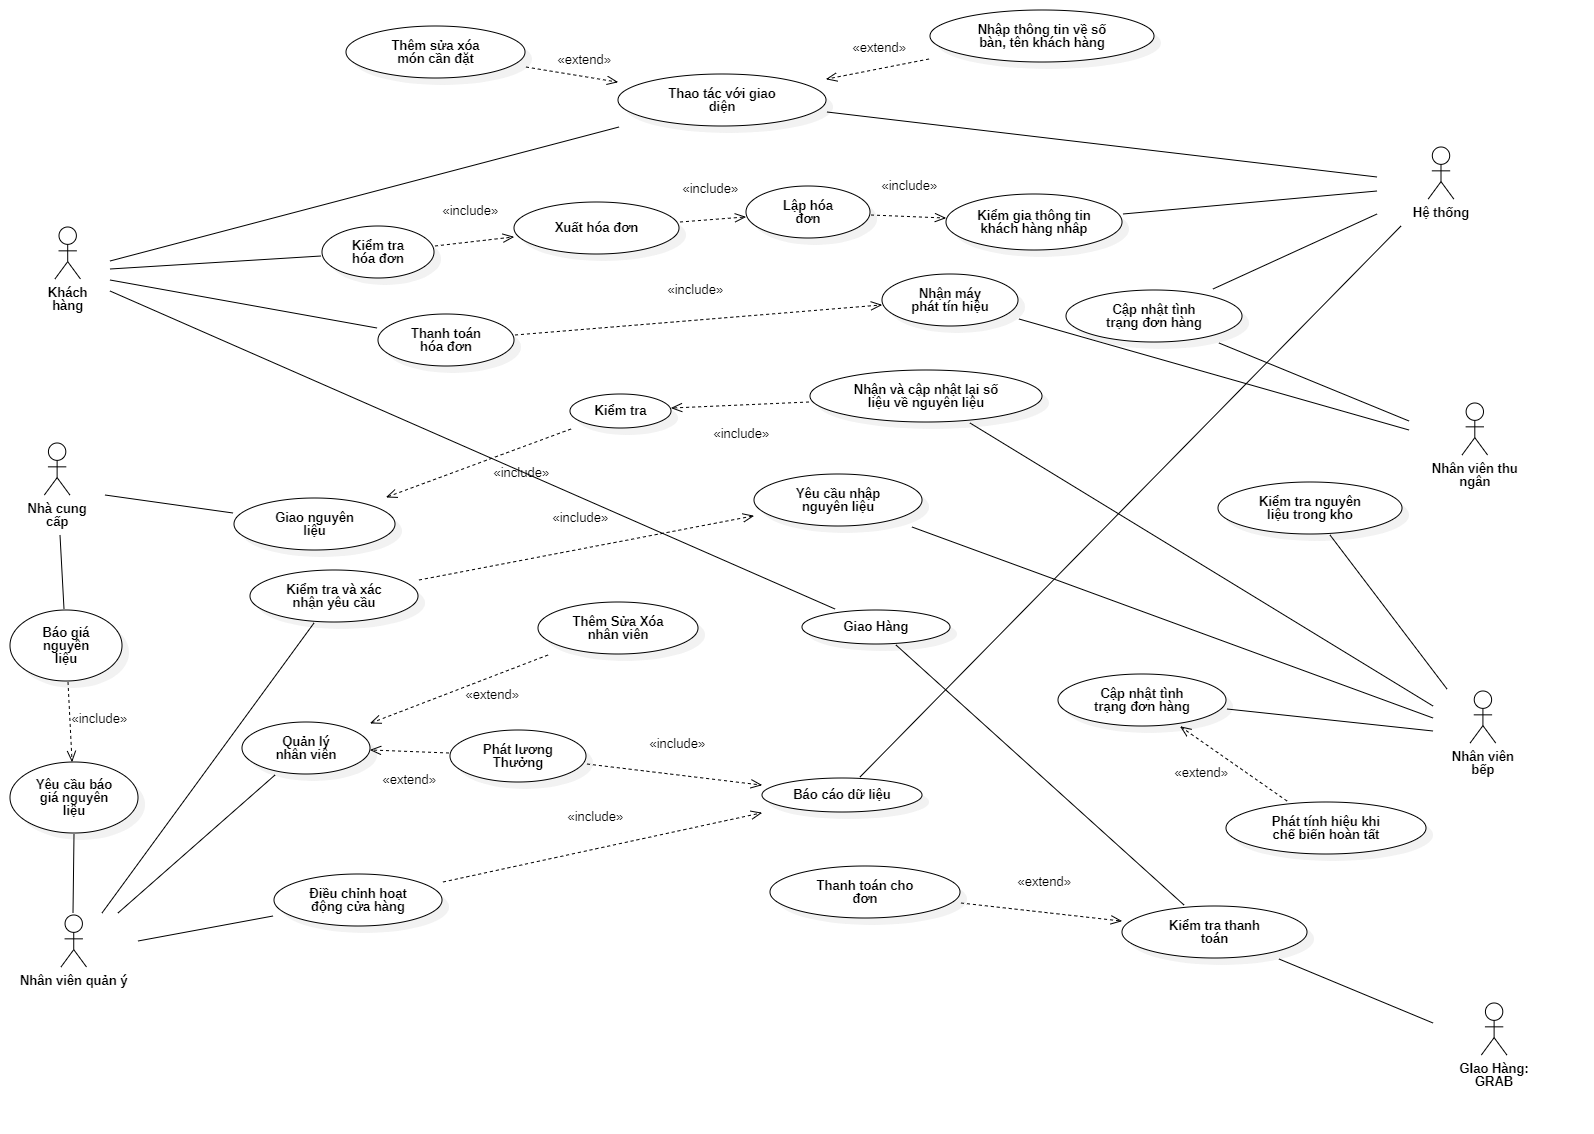 Thêm sửa xóa
món cần đặt
«extend»
«extend»
Nhập thông tin về số
bàn, tên khách hàng
Thao tác với giao
diện
Hệ thống
Khách
hàng
Kiểm tra
hóa đơn
«include»
Xuất hóa đơn
«include»
Lập hóa
đơn
«include»
Kiểm gia thông tin
khách hàng nhâp
Thanh toán
hóa đơn
«include»
Nhận máy
phát tín hiệu
Cập nhật tình
trạng đơn hàng
Nhân viên thu
ngân
Kiểm tra
«include»
Nhận và cập nhật lại số
liệu về nguyên liệu
«include»
Nhà cung
cấp
Giao nguyên
liệu
«include»
Yêu cầu nhập
nguyên liệu
Kiểm tra nguyên
liệu trong kho
Kiểm tra và xác
nhận yêu cầu
Báo giá
nguyên
liệu
Thêm Sửa Xóa
nhân viên
Giao Hàng
«include»
«extend»
Cập nhật tình
trạng đơn hàng
Nhân viên
bếp
Quản lý
nhân viên
«extend»
Phát lương
Thưởng
«include»
«extend»
Yêu cầu báo
giá nguyên
liệu
Báo cáo dữ liệu
«include»
Phát tính hiệu khi
chế biến hoàn tất
Điều chỉnh hoạt
động cửa hàng
Thanh toán cho
đơn
«extend»
Kiểm tra thanh
toán
Nhân viên quản ý
GIao Hàng:
GRAB